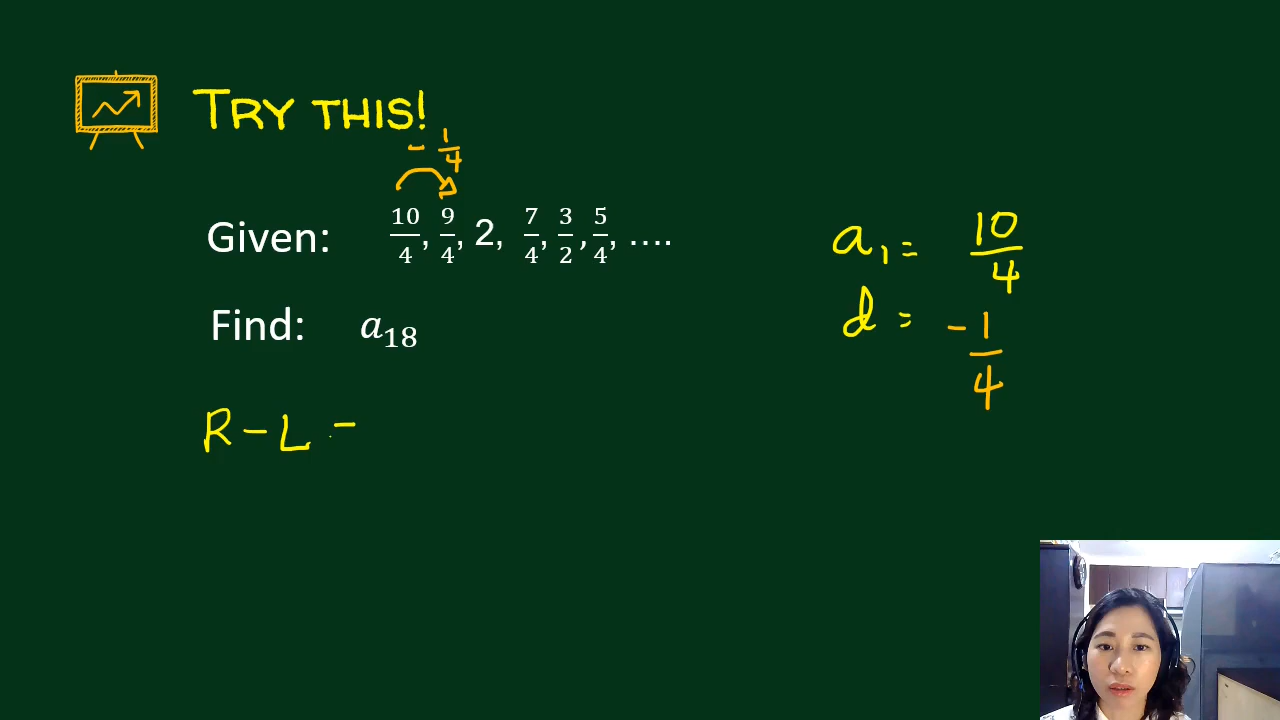 TRY THIS!
- 1/4
Given: 10/4, 9/4, 2, 7/4, 3/2, 5/4, ....
a₁ = 10/4
Find: a₁₈
d = -1/4
R - L =